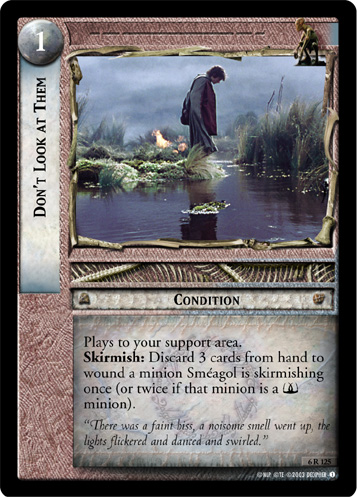 1
DON'T LOOK AT THEM
CONDITION
Plays to your support area.
Skirmish: Discard 3 cards from hand to
wound a minion Sméagol is skirmishing
once (or twice if that minion is a
minion).
“There was a faint hiss, a noisome smell went up, the
lights flickered and danced and swirled.”
6 R 125